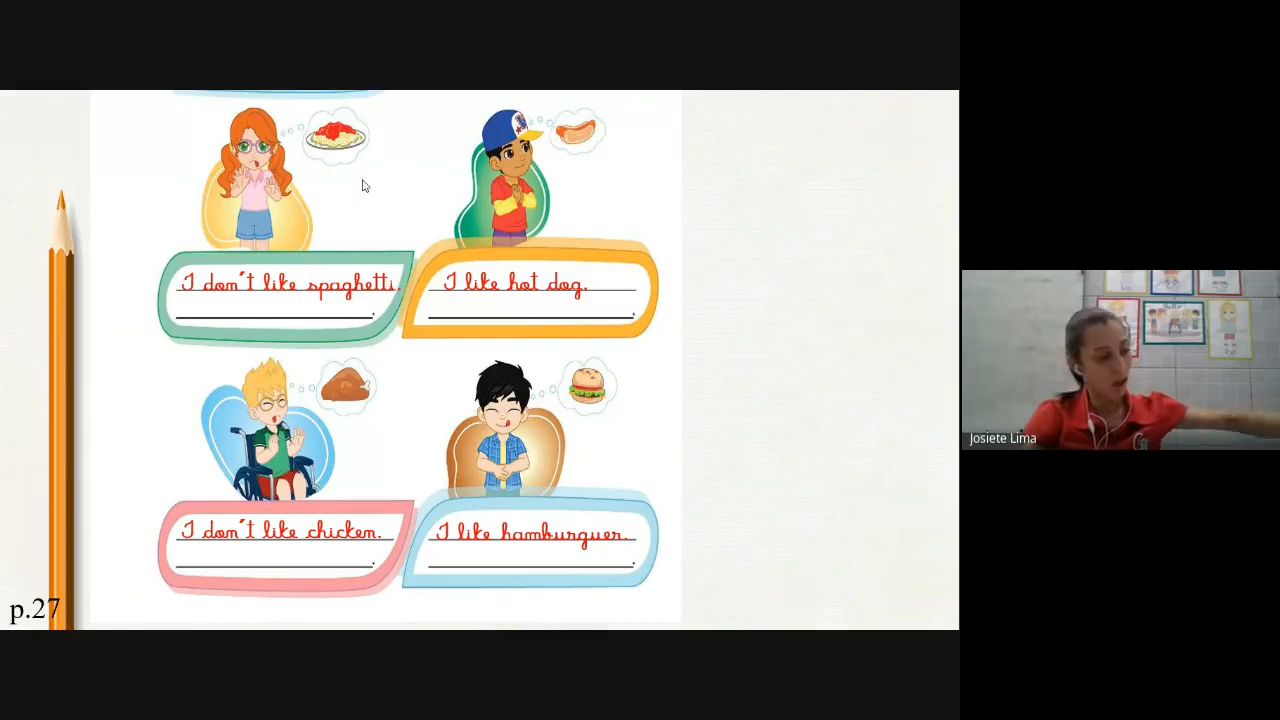 I don't like spaghetti.
I like hot dog.
I don't like chicken.
I like hamburguer.
p.27
Josiete Lima